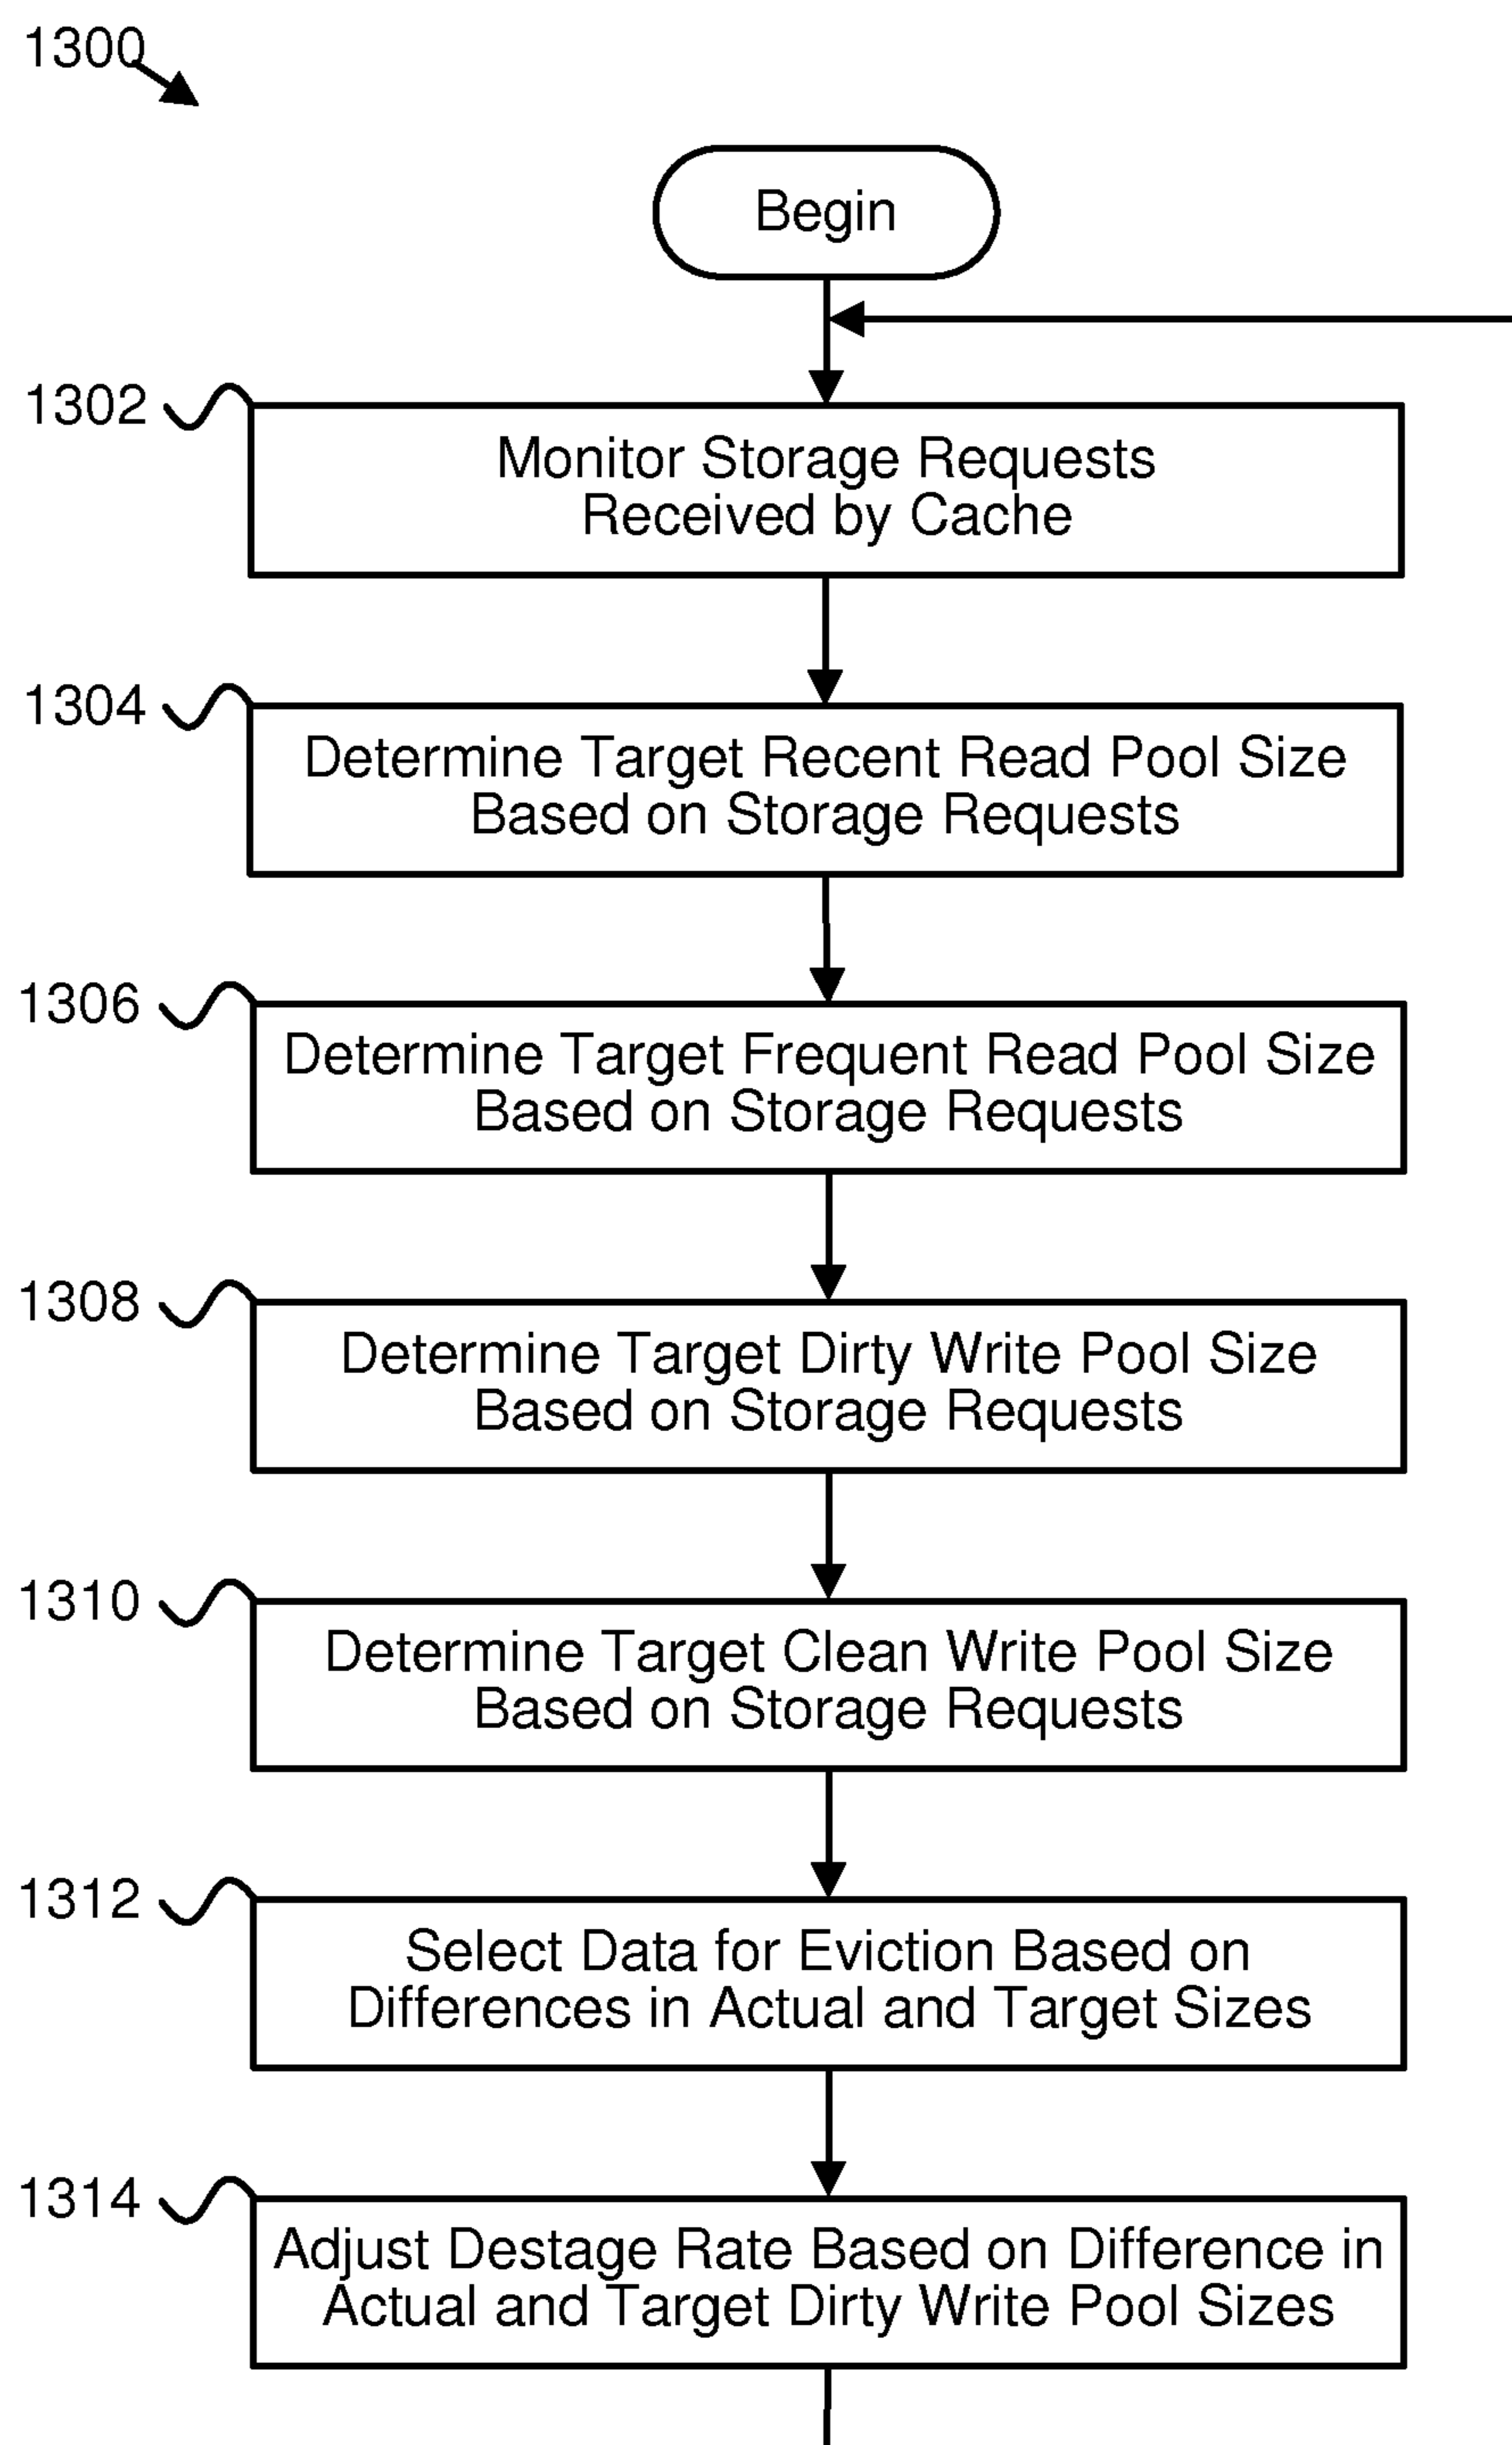 1300
Begin
1302
Monitor Storage Requests
Received by Cache
1304
Determine Target Recent Read Pool Size
Based on Storage Requests
1306
Determine Target Frequent Read Pool Size
Based on Storage Requests
1308
Determine Target Dirty Write Pool Size
Based on Storage Requests
1310
Determine Target Clean Write Pool Size
Based on Storage Requests
1312
Select Data for Eviction Based on
Differences in Actual and Target Sizes
1314
Adjust Destage Rate Based on Difference in
Actual and Target Dirty Write Pool Sizes